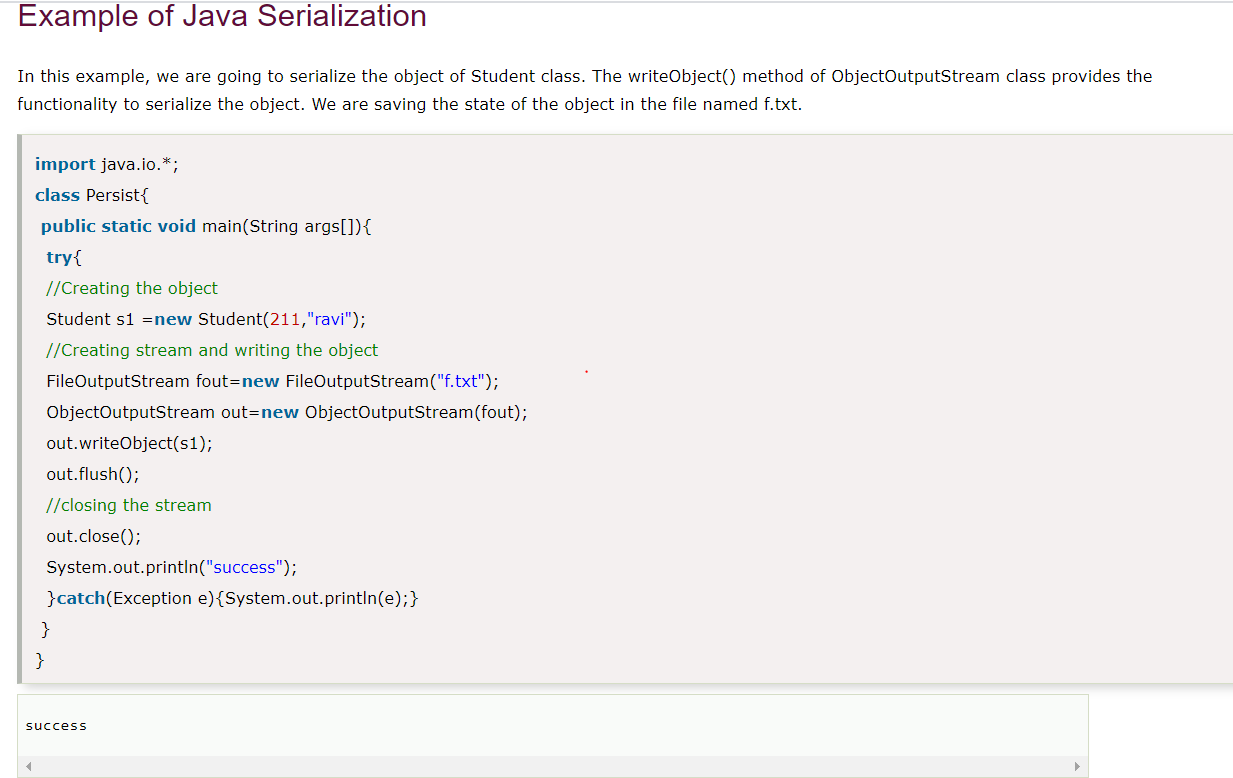 Example of Java Serialization
In this example, we are going to serialize the object of Student class. The writeObject() method of ObjectOutputStream class provides the
functionality to serialize the object. We are saving the state of the object in the file named f.txt.
import java.io.*;
class Persist{
public static void main(String args[]){
try{
//Creating the object
Student s1 =new Student(211,"ravi");
//Creating stream and writing the object
FileOutputStream fout=new FileOutputStream("f.txt");
ObjectOutputStream out=new ObjectOutputStream(fout);
out.writeObject(s1);
out.flush();
//closing the stream
out.close();
System.out.println("success");
}catch(Exception e){System.out.println(e);}
}
}
success